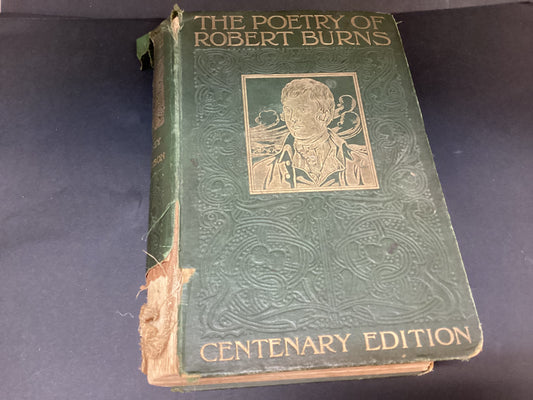 THE POETRY OF
ROBERT BURNS
CENTENARY EDITION